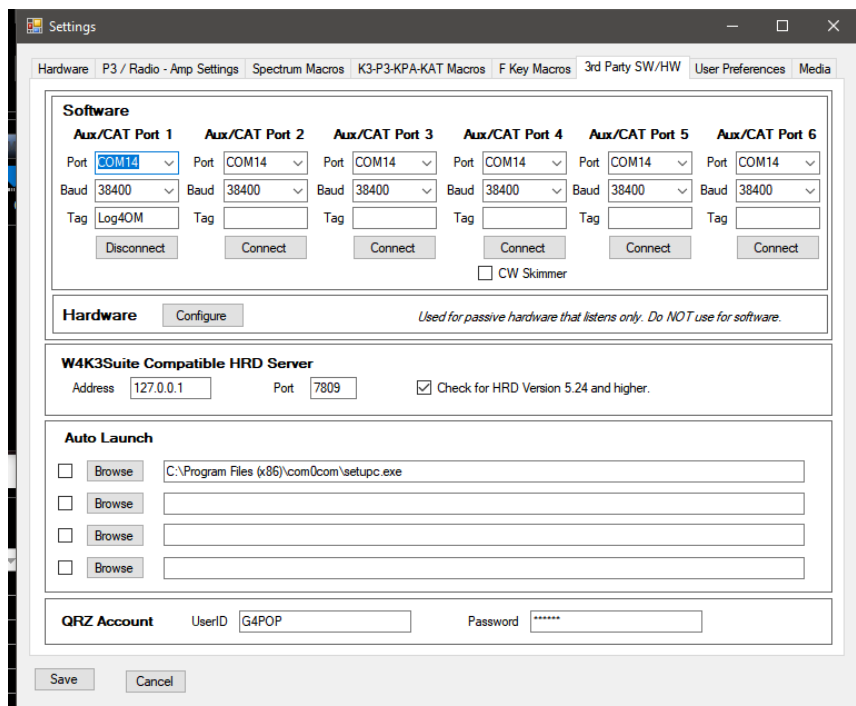 Settings
Hardware P3 / Radio - Amp Settings Spectrum Macros K3-P3-KPA-KAT Macros F Key Macros 3rd Party SW/HW User Preferences Media
Software
Aux/CAT Port 1 Aux/CAT Port 2 Aux/CAT Port 3 Aux/CAT Port 4 Aux/CAT Port 5 Aux/CAT Port 6
Port COM14 Port COM14 Port COM14 Port COM14 Port COM14 Port COM14
Baud 38400 Baud 38400 Baud 38400 Baud 38400 Baud 38400 Baud 38400
Tag Log4OM Tag Tag Tag Tag Tag
Disconnect Connect Connect Connect Connect Connect
CW Skimmer
Hardware Configure Used for passive hardware that listens only. Do NOT use for software.
W4K3Suite Compatible HRD Server
Address 127.0.0.1 Port 7809 Check for HRD Version 5.24 and higher.
Auto Launch
Browse C:\Program Files (x86)\com0com\setupc.exe
Browse
Browse
Browse
QRZ Account UserID G4POP Password ******
Save Cancel